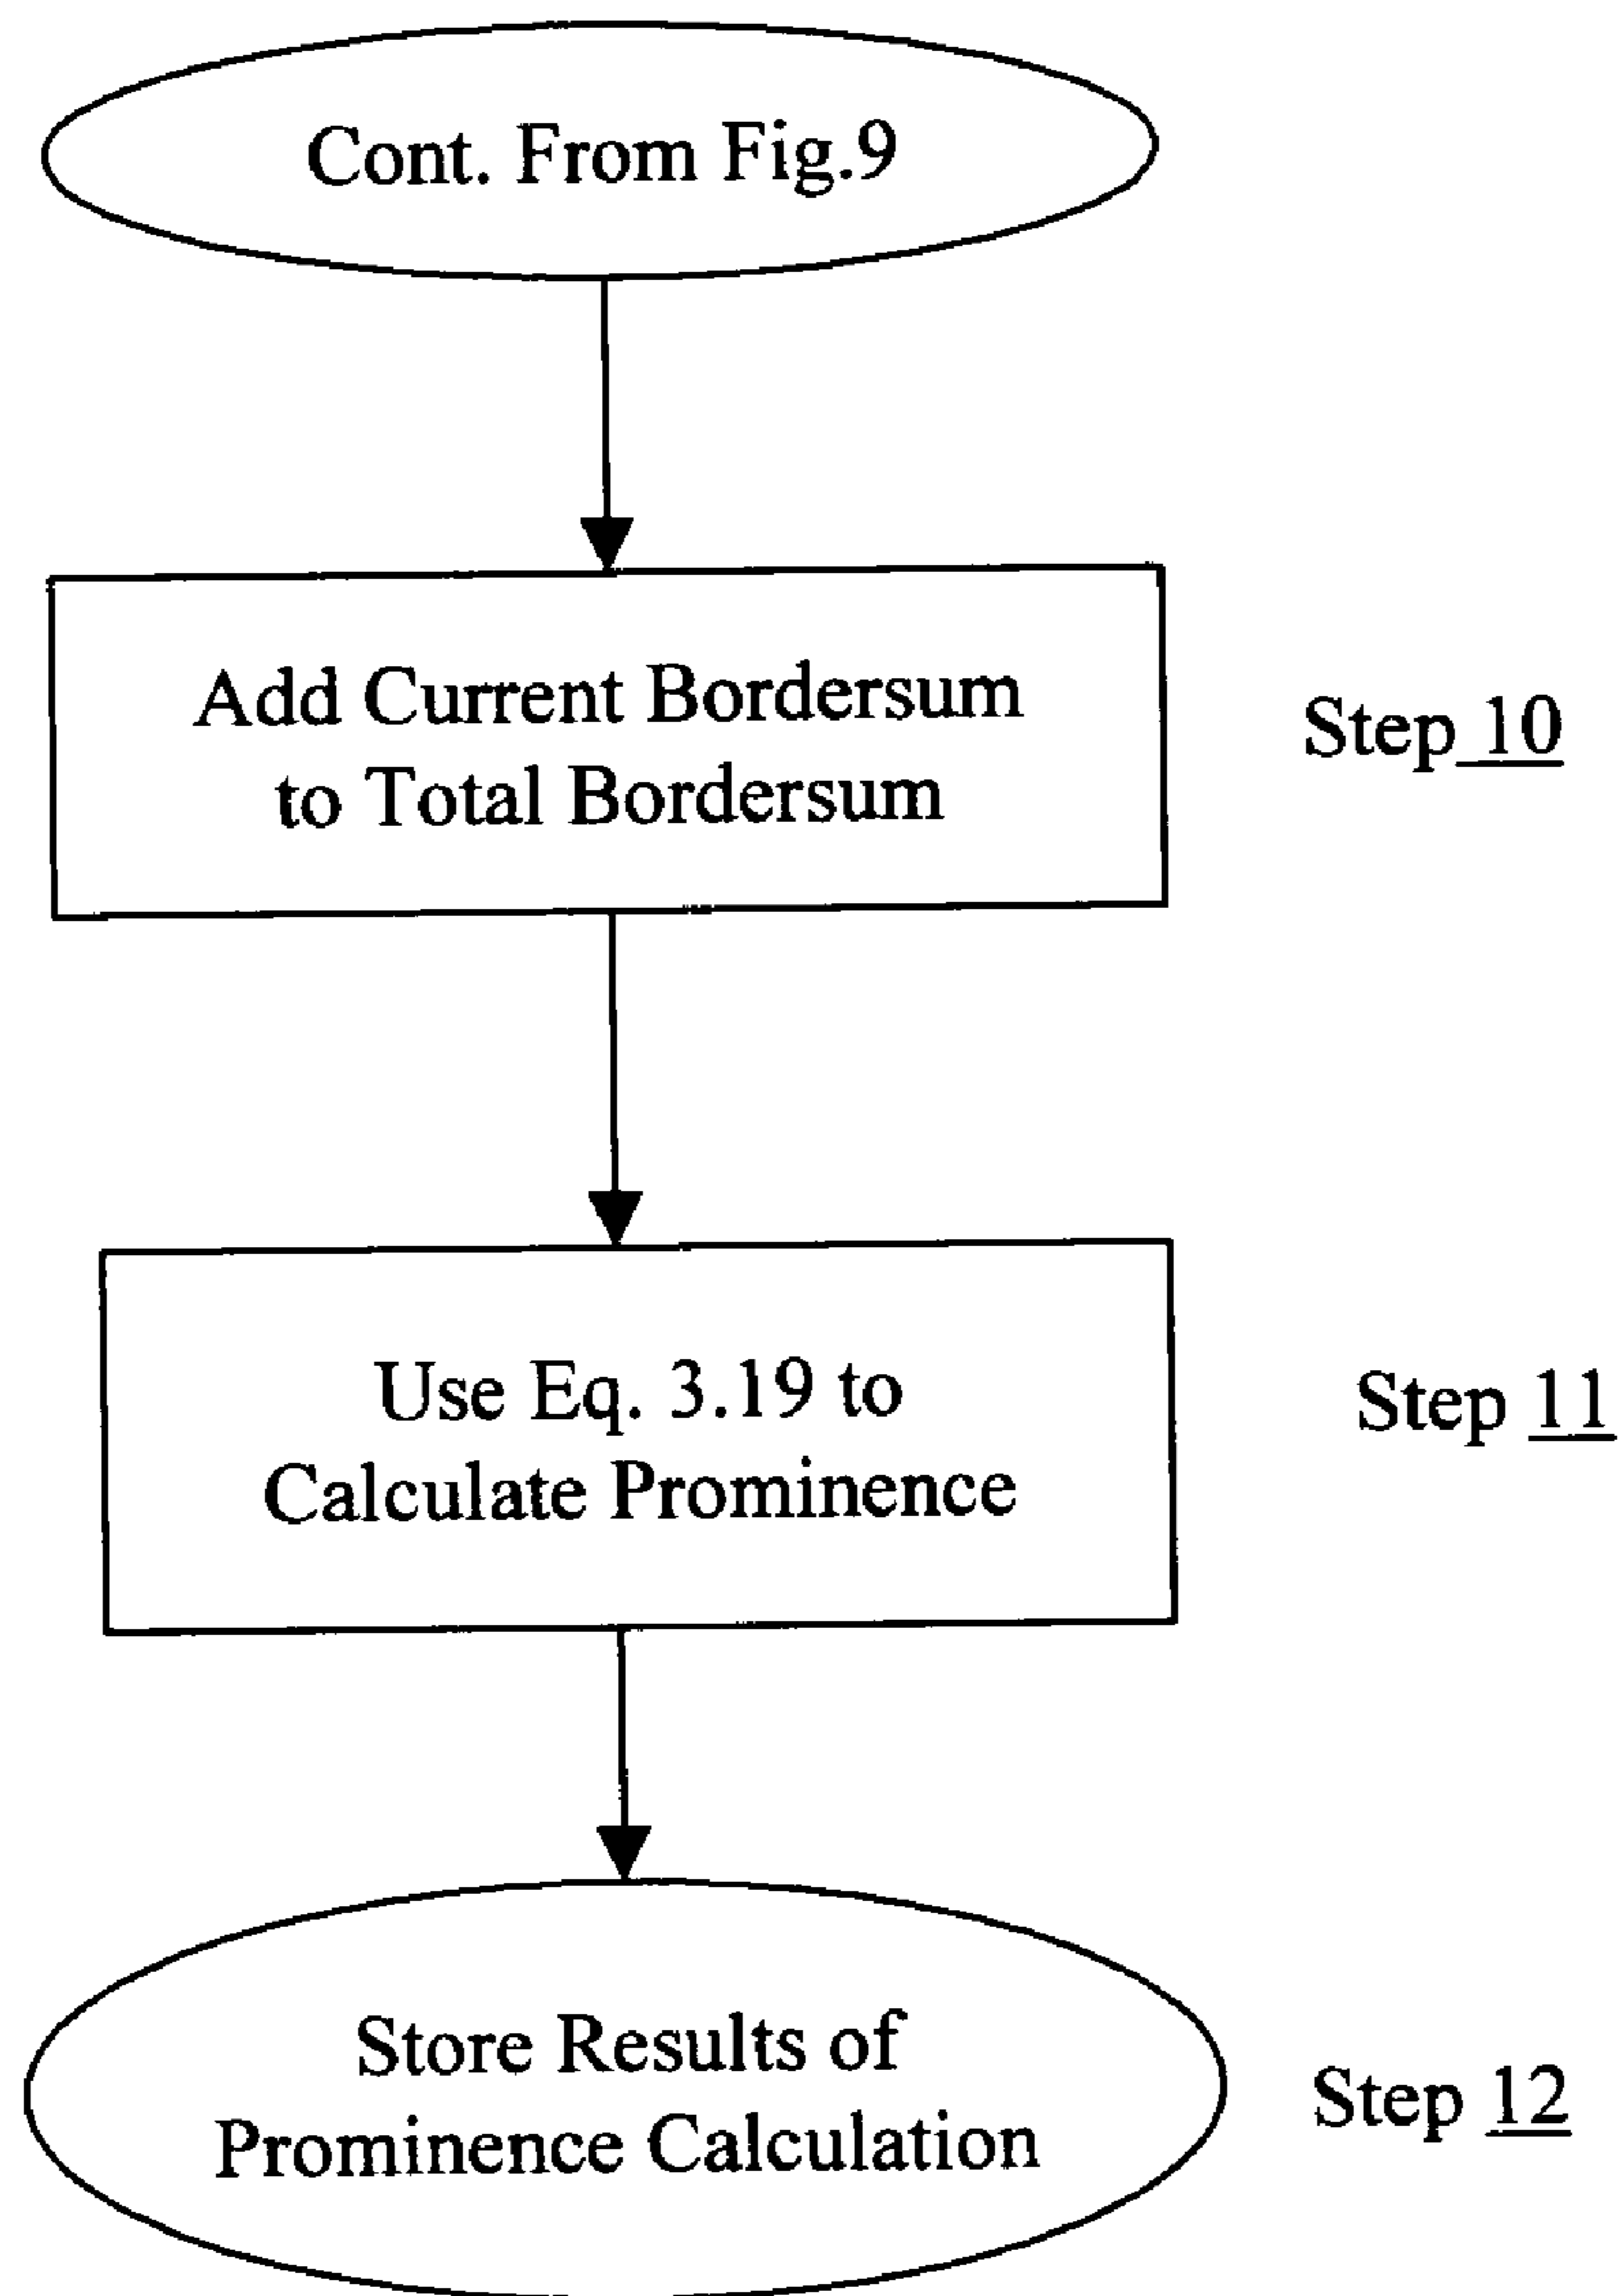 Cont. From Fig.9
Add Current Bordersum
to Total Bordersum
Step 10
Use Eq. 3.19 to
Calculate Prominence
Step 11
Store Results of
Prominence Calculation
Step 12